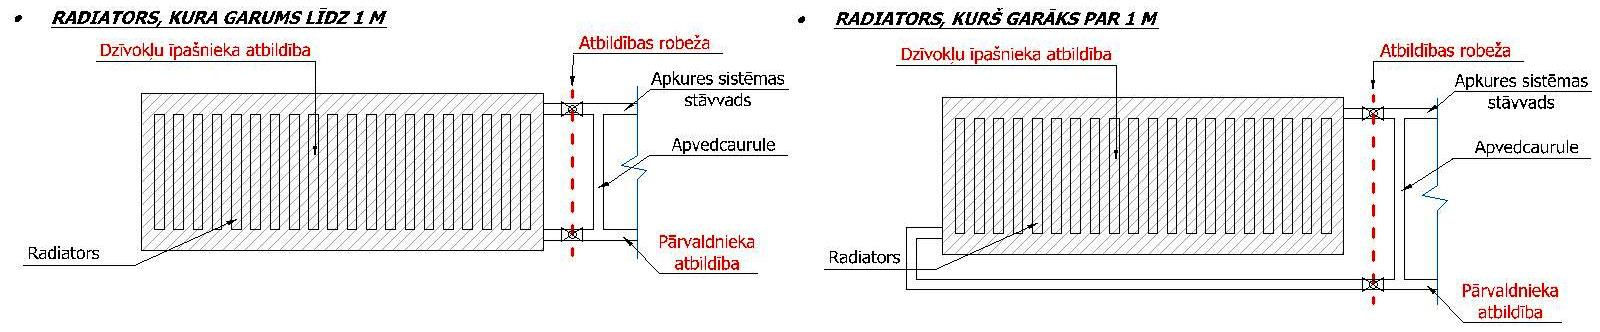 • RADIATORS, KURA GARUMS LĪDZ 1 M
Dzīvokļu īpašnieka atbildība
Atbildības robeža
Apkures sistēmas
stāvvads
Apvedcaurule
Radiators
Pārvaldnieka
atbildība
• RADIATORS, KURŠ GARĀKS PAR 1 M
Dzīvokļu īpašnieka atbildība
Atbildības robeža
Apkures sistēmas
stāvvads
Apvedcaurule
Radiators
Pārvaldnieka
atbildība